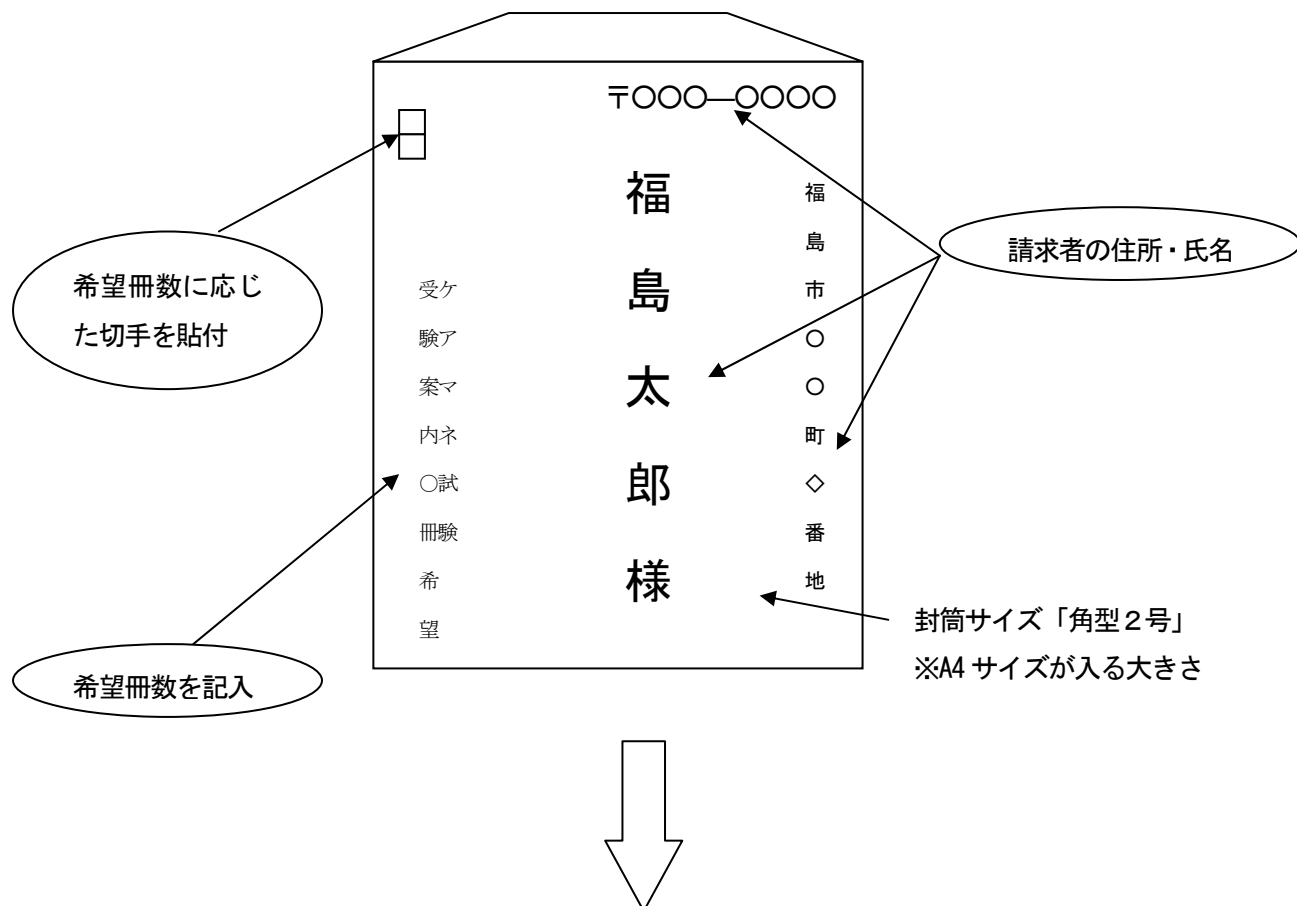 〒○○○―○○○○
福島市○○町◇番地
福島太郎様
ケアマネ試験
受験案内○冊希望
請求者の住所・氏名
希望冊数に応じ
た切手を貼付
希望冊数を記入
封筒サイズ「角型２号」
※A4 サイズが入る大きさ